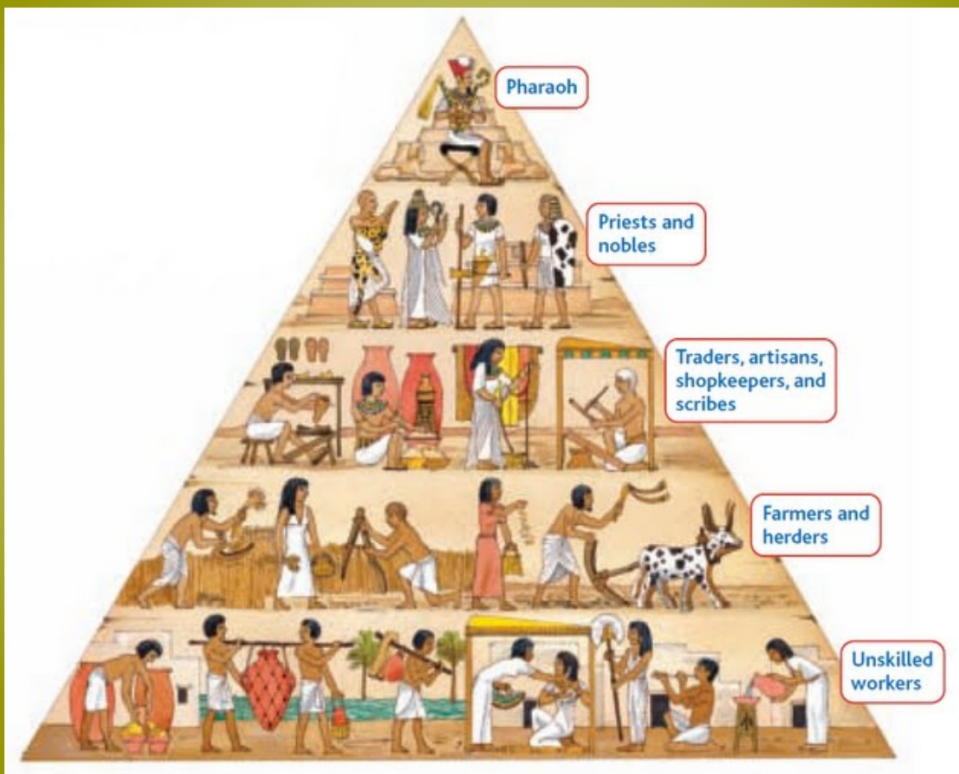 Pharaoh
Priests and
nobles
Traders, artisans,
shopkeepers, and
scribes
Farmers and
herders
Unskilled
workers